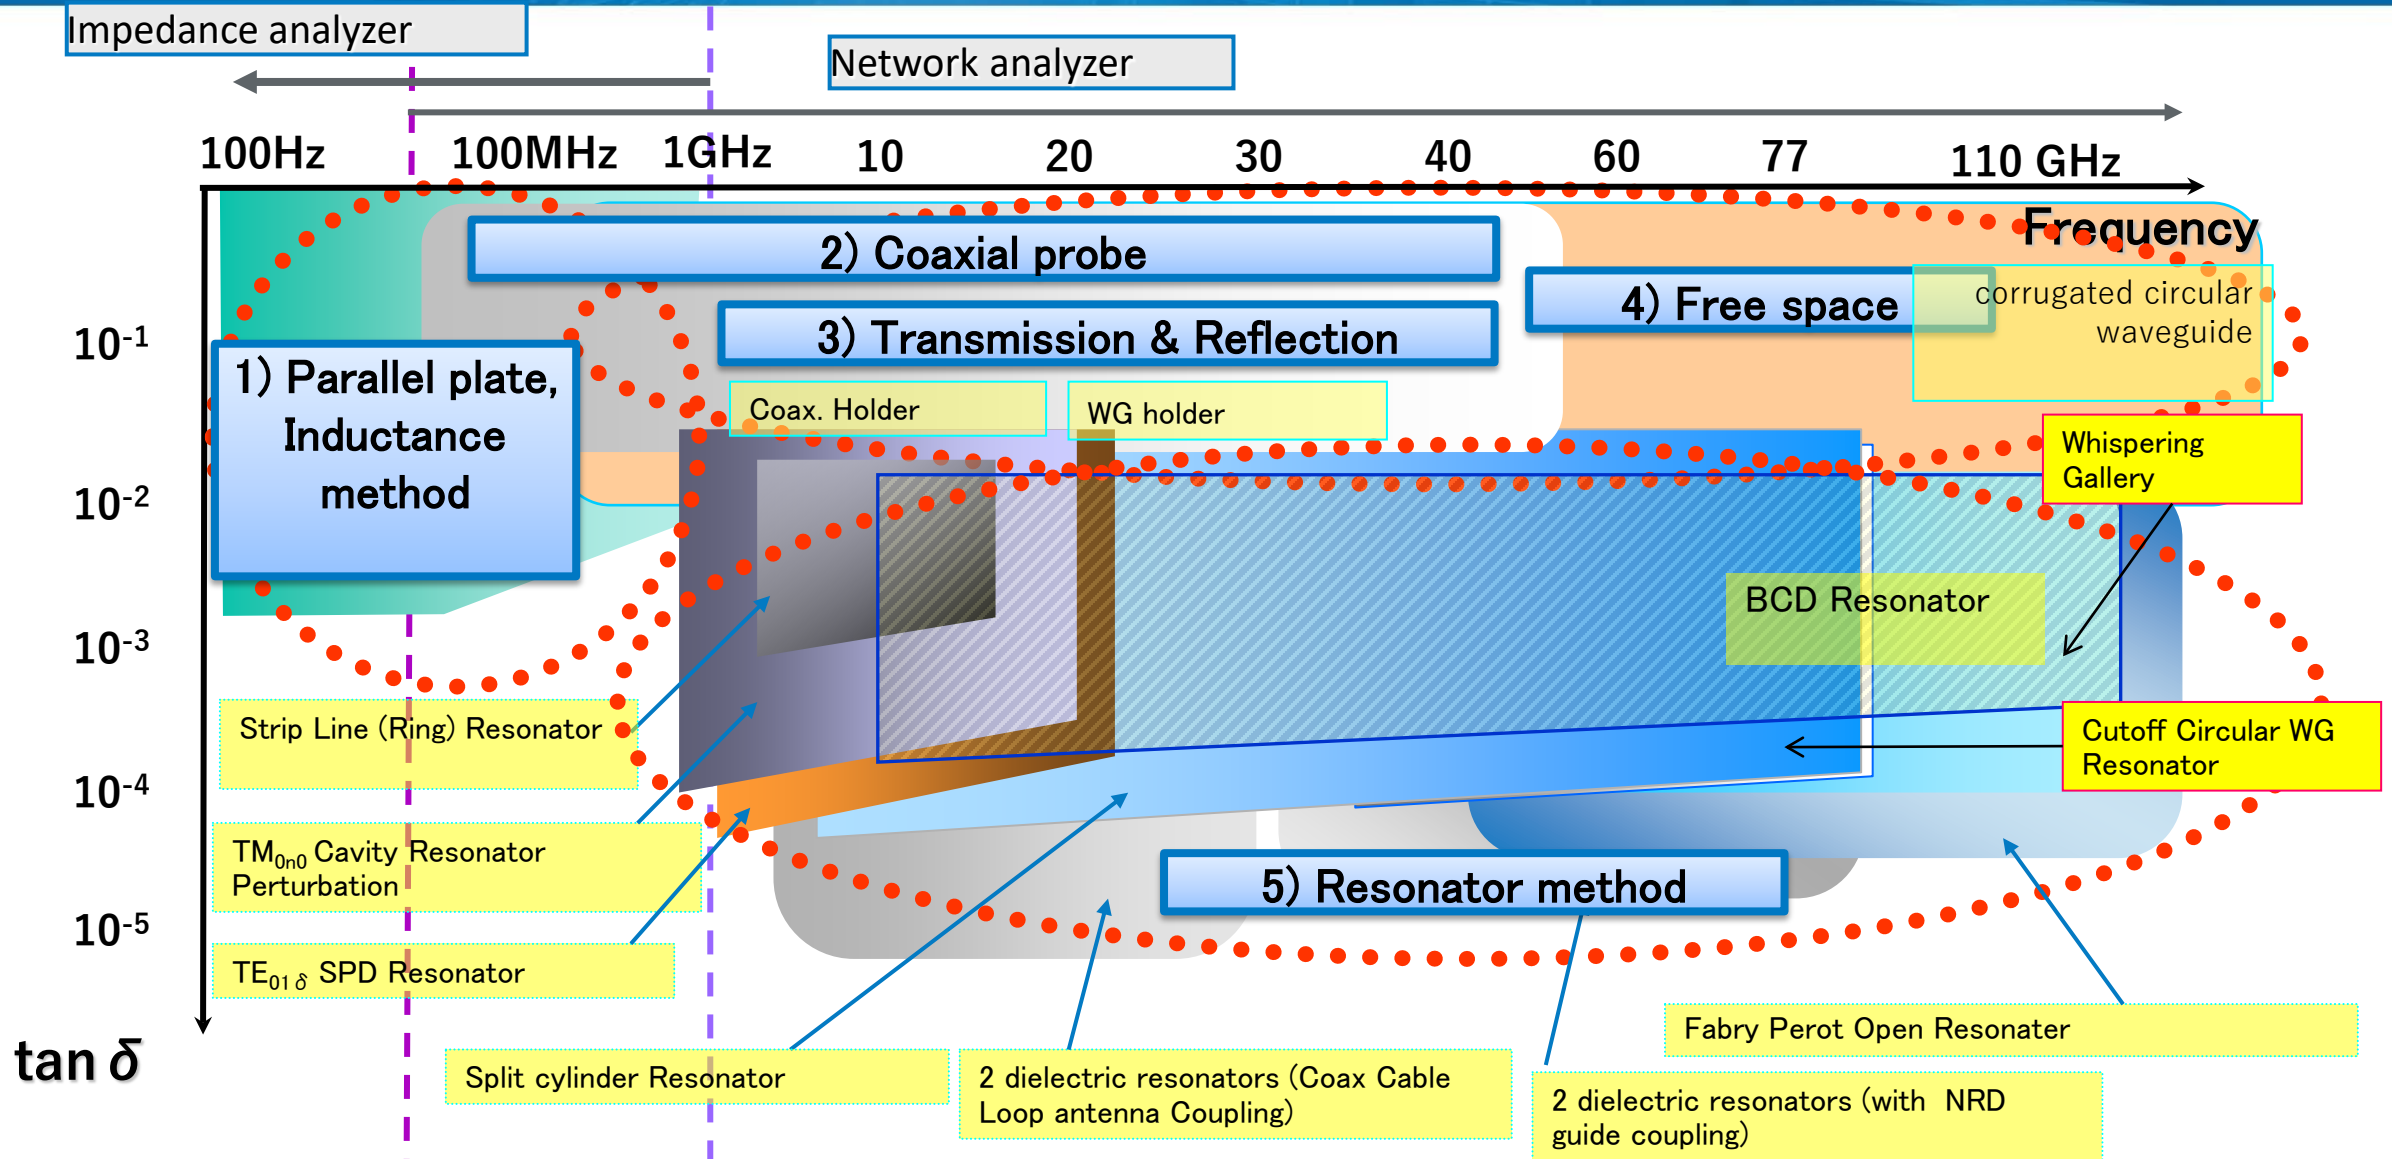 Impedance analyzer
Network analyzer
100Hz 100MHz 1GHz 10 20 30 40 60 77 110 GHz
Frequency
2) Coaxial probe
4) Free space
corrugated circular
waveguide
3) Transmission & Reflection
10-1
1) Parallel plate,
Inductance
method
Coax. Holder
WG holder
Whispering
Gallery
10-2
BCD Resonator
10-3
Strip Line (Ring) Resonator
Cutoff Circular WG
Resonator
10-4
TM0n0 Cavity Resonator
Perturbation
5) Resonator method
10-5
TE01δ SPD Resonator
Fabry Perot Open Resonater
tan δ
Split cylinder Resonator
2 dielectric resonators (Coax Cable
Loop antenna Coupling)
2 dielectric resonators (with NRD
guide coupling)